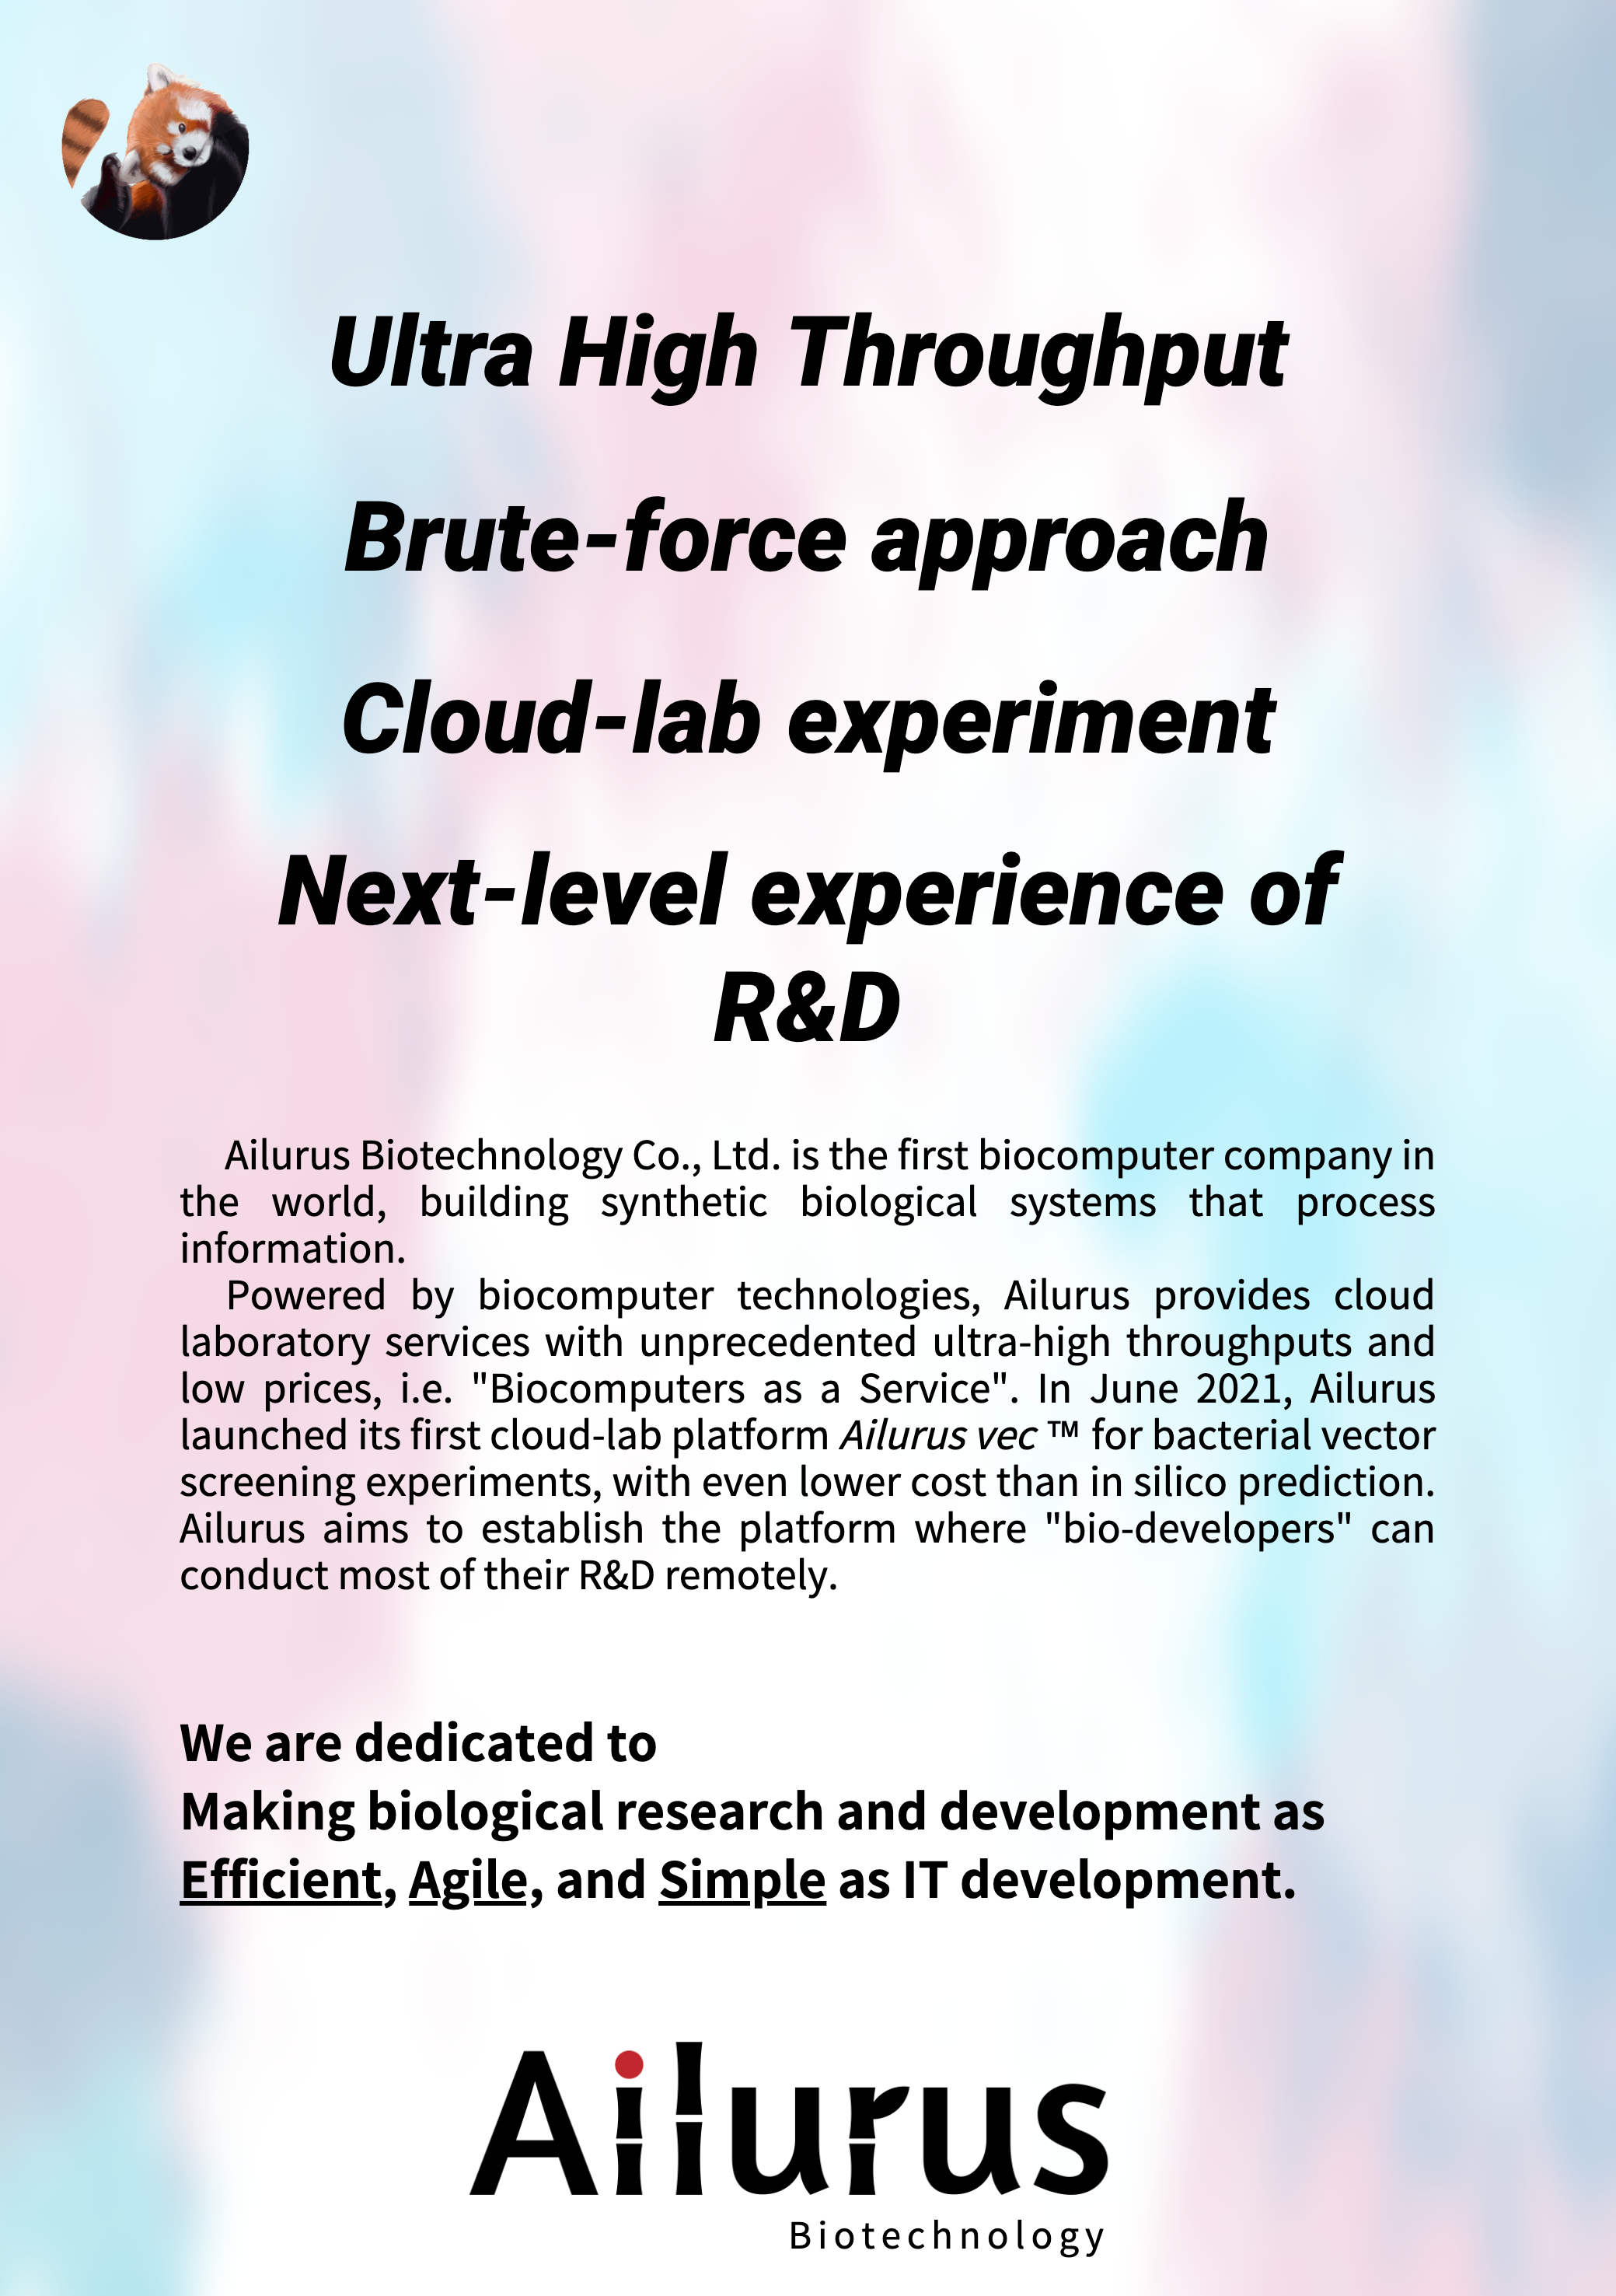 Ultra High Throughput
Brute-force approach
Cloud-lab experiment
Next-level experience of
R&D
Ailurus Biotechnology Co., Ltd. is the first biocomputer company in
the world, building synthetic biological systems that process
information.
Powered by biocomputer technologies, Ailurus provides cloud
laboratory services with unprecedented ultra-high throughputs and
low prices, i.e. "Biocomputers as a Service". In June 2021, Ailurus
launched its first cloud-lab platform Ailurus vec ™ for bacterial vector
screening experiments, with even lower cost than in silico prediction.
Ailurus aims to establish the platform where "bio-developers" can
conduct most of their R&D remotely.
We are dedicated to
Making biological research and development as
Efficient, Agile, and Simple as IT development.
Ailurus
Biotechnology